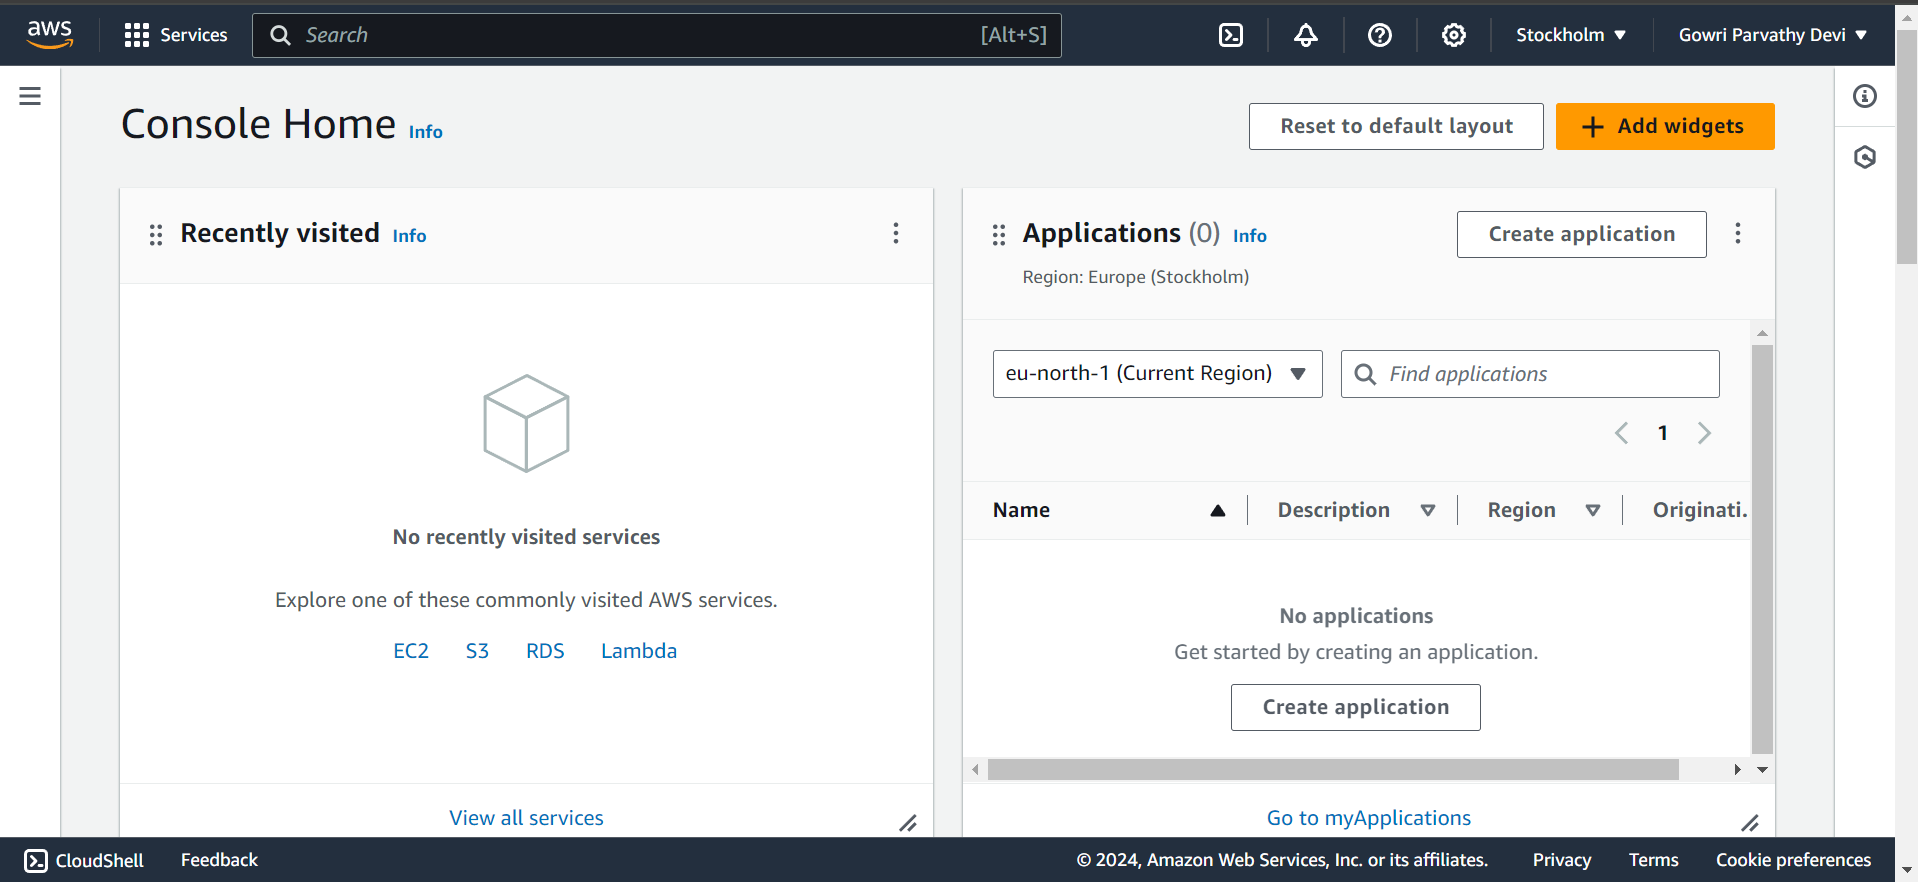 aws
Services
Search [Alt+S]
Stockholm
Gowri Parvathy Devi
Console Home Info
Reset to default layout
Add widgets
Recently visited Info
No recently visited services
Explore one of these commonly visited AWS services.
EC2 S3 RDS Lambda
View all services
Applications (0) Info
Create application
Region: Europe (Stockholm)
eu-north-1 (Current Region)
Find applications
1
Name Description Region Originati.
No applications
Get started by creating an application.
Create application
Go to myApplications
CloudShell Feedback © 2024, Amazon Web Services, Inc. or its affiliates. Privacy Terms Cookie preferences